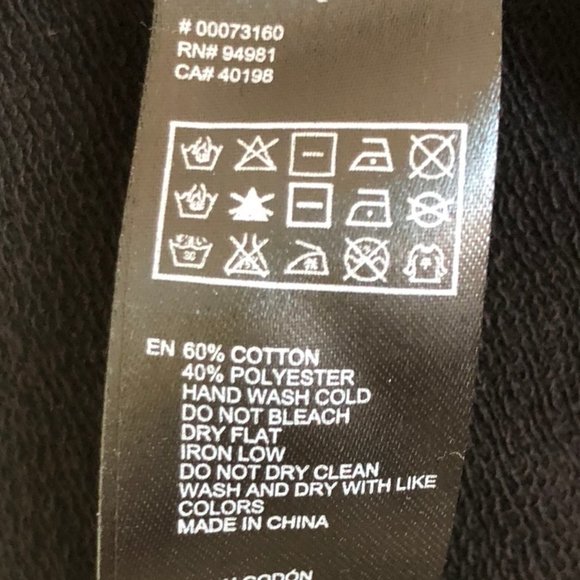 # 00073160
RN# 94981
CA# 40198
EN 60% COTTON
40% POLYESTER
HAND WASH COLD
DO NOT BLEACH
DRY FLAT
IRON LOW
DO NOT DRY CLEAN
WASH AND DRY WITH LIKE
COLORS
MADE IN CHINA
ALGODÓN